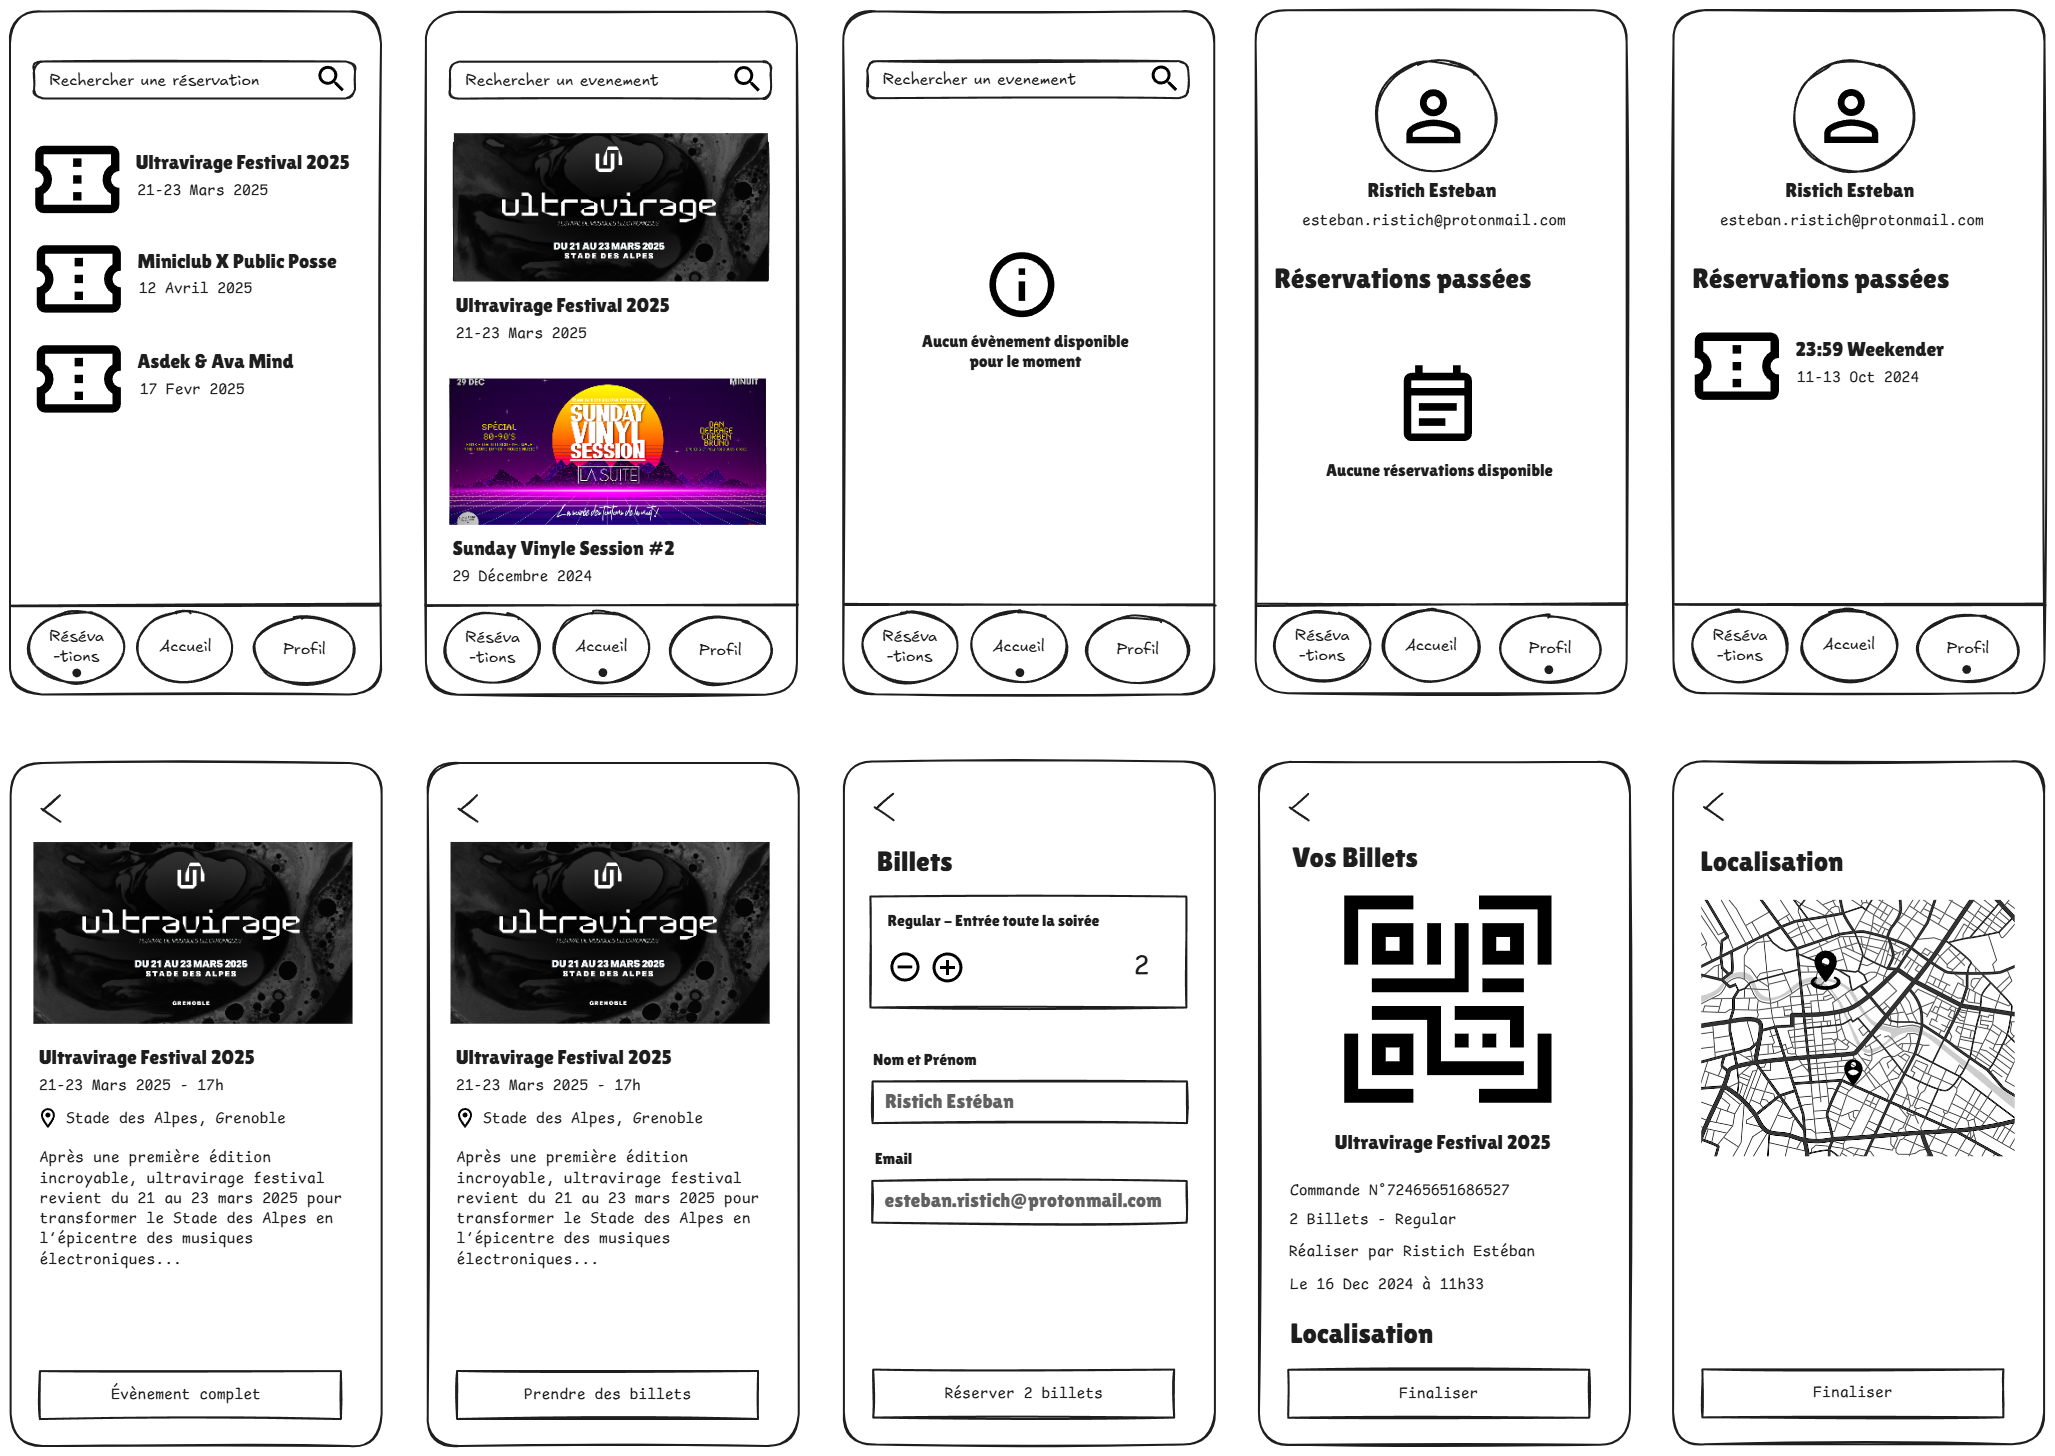 Rechercher une réservation
Ultravirage Festival 2025
21-23 Mars 2025
Miniclub X Public Posse
12 Avril 2025
Asdek & Ava Mind
17 Fevr 2025
Réséva
-tions
Accueil
Profil
Rechercher un evenement
ultravirage
DU 21 AU 23 MARS 2025
STADE DES ALPES
Ultravirage Festival 2025
21-23 Mars 2025
29 DEC
MINUIT
SPÉCIAL
80-90'S
SUNDAY
VINYL
SESSION
LA SUITE
Sunday Vinyle Session #2
29 Décembre 2024
Réséva
-tions
Accueil
Profil
Rechercher un evenement
Aucun évènement disponible
pour le moment
Réséva
-tions
Accueil
Profil
Ristich Esteban
esteban.ristich@protonmail.com
Réservations passées
Aucune réservations disponible
Réséva
-tions
Accueil
Profil
Ristich Esteban
esteban.ristich@protonmail.com
Réservations passées
23:59 Weekender
11-13 Oct 2024
Réséva
-tions
Accueil
Profil
ultravirage
FESTIVAL DE MUSIQUES ELECTRONIQUES
DU 21 AU 23 MARS 2025
STADE DES ALPES
GRENOBLE
Ultravirage Festival 2025
21-23 Mars 2025 - 17h
Stade des Alpes, Grenoble
Après une première édition
incroyable, ultravirage festival
revient du 21 au 23 mars 2025 pour
transformer le Stade des Alpes en
l'épicentre des musiques
électroniques...
Évènement complet
ultravirage
FESTIVAL DE MUSIQUES ELECTRONIQUES
DU 21 AU 23 MARS 2025
STADE DES ALPES
GRENOBLE
Ultravirage Festival 2025
21-23 Mars 2025 - 17h
Stade des Alpes, Grenoble
Après une première édition
incroyable, ultravirage festival
revient du 21 au 23 mars 2025 pour
transformer le Stade des Alpes en
l'épicentre des musiques
électroniques...
Prendre des billets
Billets
Regular - Entrée toute la soirée
2
Nom et Prénom
Ristich Estéban
Email
esteban.ristich@protonmail.com
Réserver 2 billets
Vos Billets
Ultravirage Festival 2025
Commande N°72465651686527
2 Billets - Regular
Réaliser par Ristich Estéban
Le 16 Dec 2024 à 11h33
Localisation
Finaliser
Localisation
Finaliser